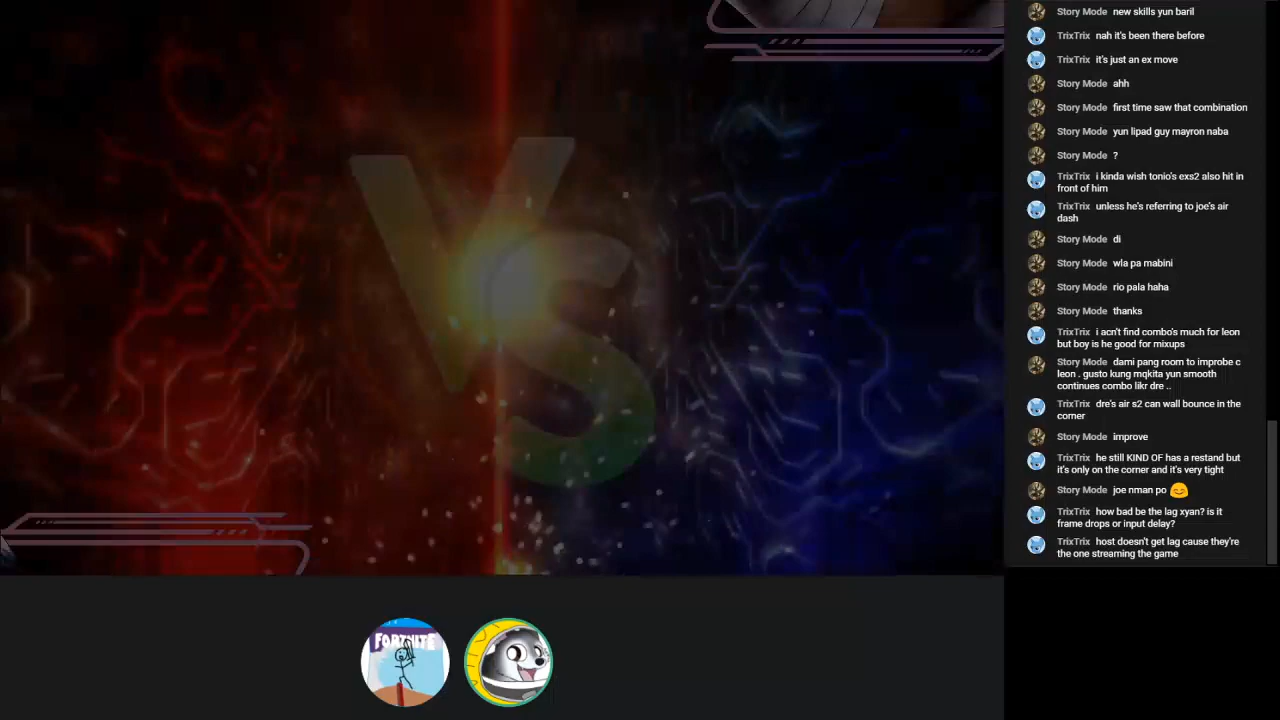 VS
FORTNITE
Story Mode new skills yun baril
TrixTrix nah it's been there before
TrixTrix it's just an ex move
Story Mode ahh
Story Mode first time saw that combination
Story Mode yun lipad guy mayron naba
Story Mode ?
TrixTrix i kinda wish tonio's exs2 also hit in
front of him
TrixTrix unless he's referring to joe's air
dash
Story Mode di
Story Mode wla pa mabini
Story Mode rio pala haha
Story Mode thanks
TrixTrix i acn't find combo's much for leon
but boy is he good for mixups
Story Mode dami pang room to improbe c
leon . gusto kung mqkita yun smooth
continues combo likr dre ..
TrixTrix dre's air s2 can wall bounce in the
corner
Story Mode improve
TrixTrix he still KIND OF has a restand but
it's only on the corner and it's very tight
Story Mode joe nman po 😊
TrixTrix how bad be the lag xyan? is it
frame drops or input delay?
TrixTrix host doesn't get lag cause they're
the one streaming the game